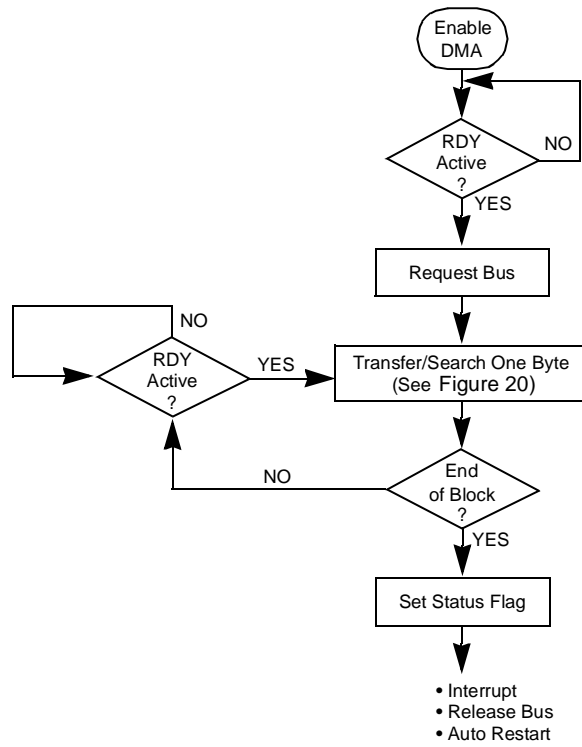 Enable
DMA
RDY
Active
?
NO
YES
Request Bus
NO
RDY
Active
?
YES
Transfer/Search One Byte
(See Figure 20)
NO
End
of Block
?
YES
Set Status Flag
• Interrupt
• Release Bus
• Auto Restart